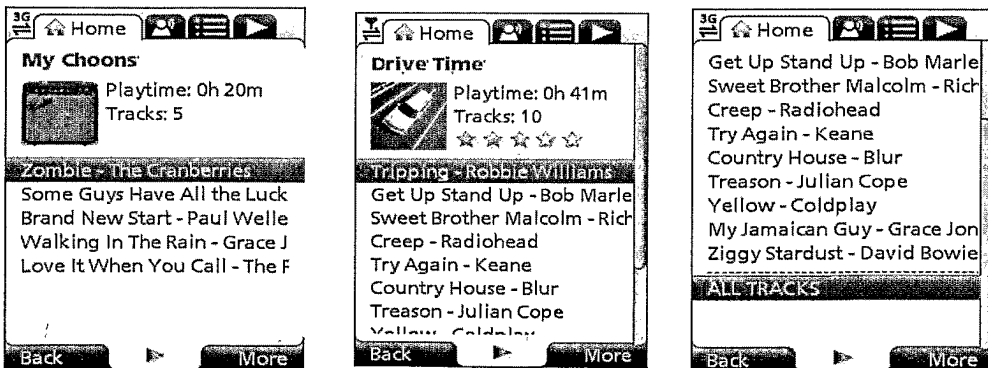 3G
Home
My Choons
Playtime: 0h 20m
Tracks: 5
Zombie - The Cranberries
Some Guys Have All the Luck
Brand New Start - Paul Welle
Walking In The Rain - Grace J
Love It When You Call - The F
Back
More
Home
Drive Time
Playtime: 0h 41m
Tracks: 10
Tripping - Robbie Williams
Get Up Stand Up - Bob Marle
Sweet Brother Malcolm - Rich
Creep - Radiohead
Try Again - Keane
Country House - Blur
Treason - Julian Cope
Yellow - Coldplay
Back
More
3G
Home
Get Up Stand Up - Bob Marle
Sweet Brother Malcolm - Rich
Creep - Radiohead
Try Again - Keane
Country House - Blur
Treason - Julian Cope
Yellow - Coldplay
My Jamaican Guy - Grace Jon
Ziggy Stardust - David Bowie
ALL TRACKS
Back
More